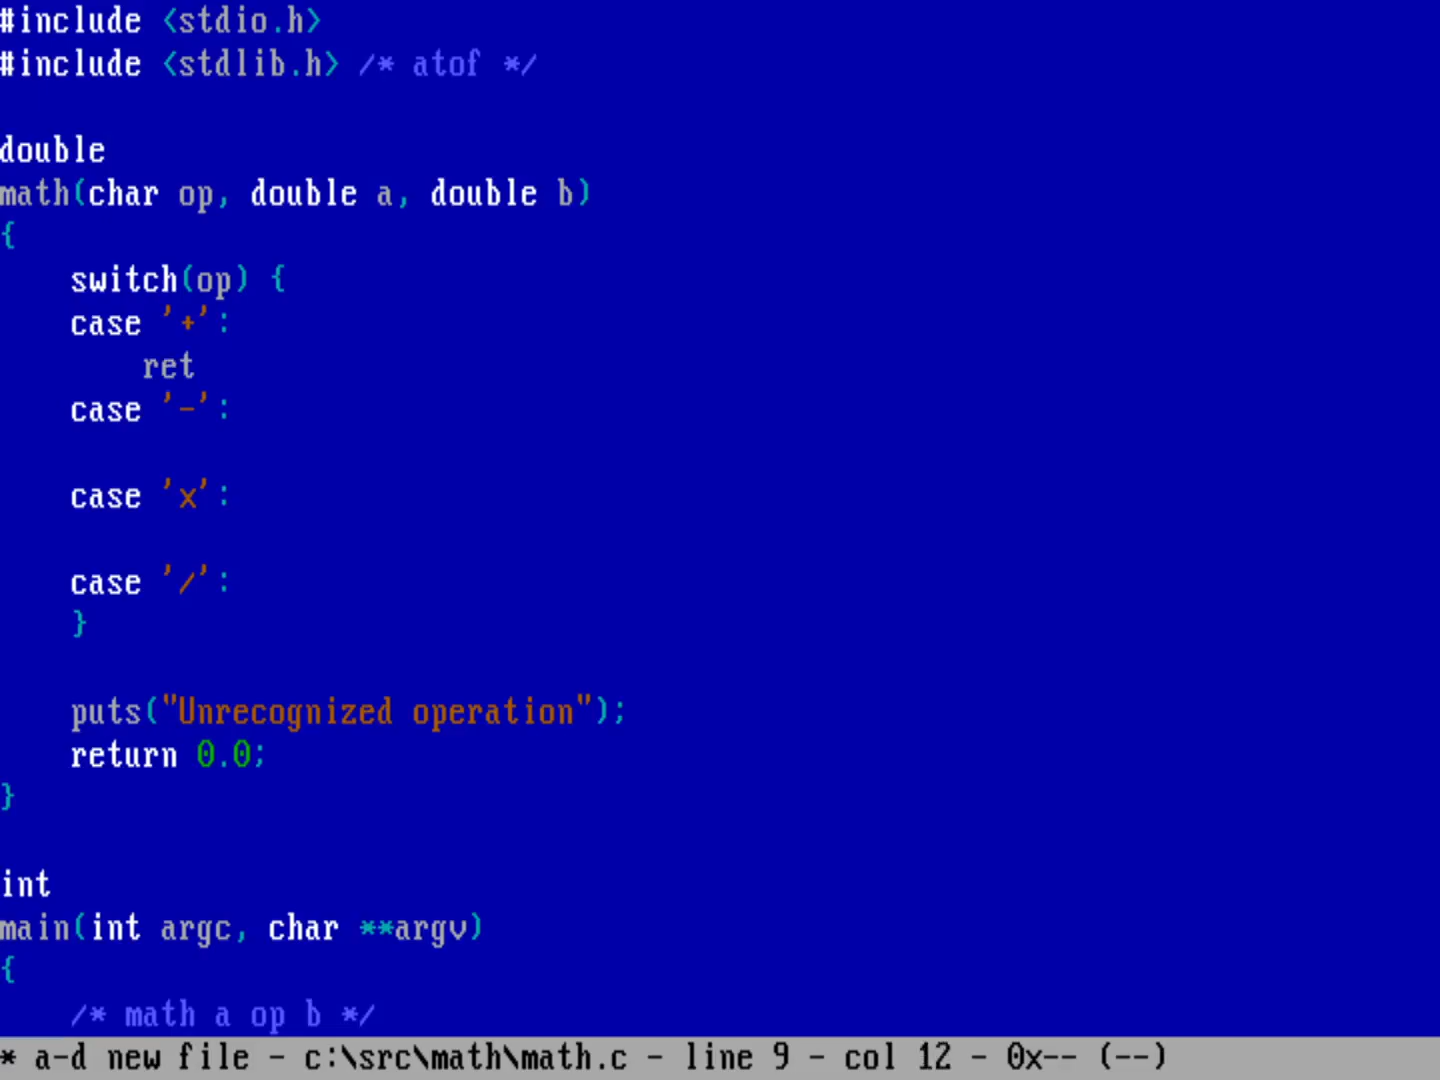 #include <stdio.h>
#include <stdlib.h> /* atof */
double
math(char op, double a, double b)
{
    switch(op) {
    case '+':
        ret
    case '-':
    case 'x':
    case '/':
    }
    puts("Unrecognized operation");
    return 0.0;
}
int
main(int argc, char **argv)
{
    /* math a op b */
* a-d new file - c:\src\math\math.c - line 9 - col 12 - 0x-- (--)